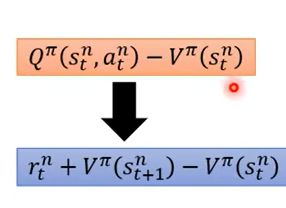 Q^π(s_t^n, a_t^n) − V^π(s_t^n)
r_t^n + V^π(s_{t+1}^n) − V^π(s_t^n)